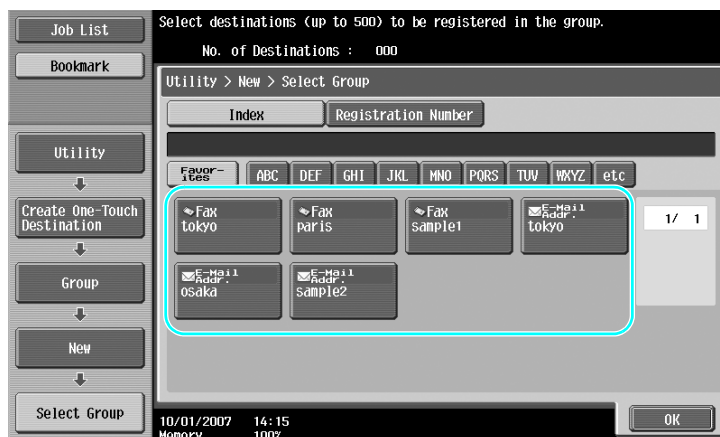 Job List
Bookmark
Select destinations (up to 500) to be registered in the group.
No. of Destinations : 000
Utility > New > Select Group
Index
Registration Number
Favor-
ites
ABC
DEF
GHI
JKL
MNO
PQRS
TUV
WXYZ
etc
Fax
tokyo
Fax
paris
Fax
sample1
E-Mail
Addr.
tokyo
1/ 1
E-Mail
Addr.
osaka
E-Mail
Addr.
sample2
Utility
Create One-Touch
Destination
Group
New
Select Group
10/01/2007 14:15
Memory 100%
OK